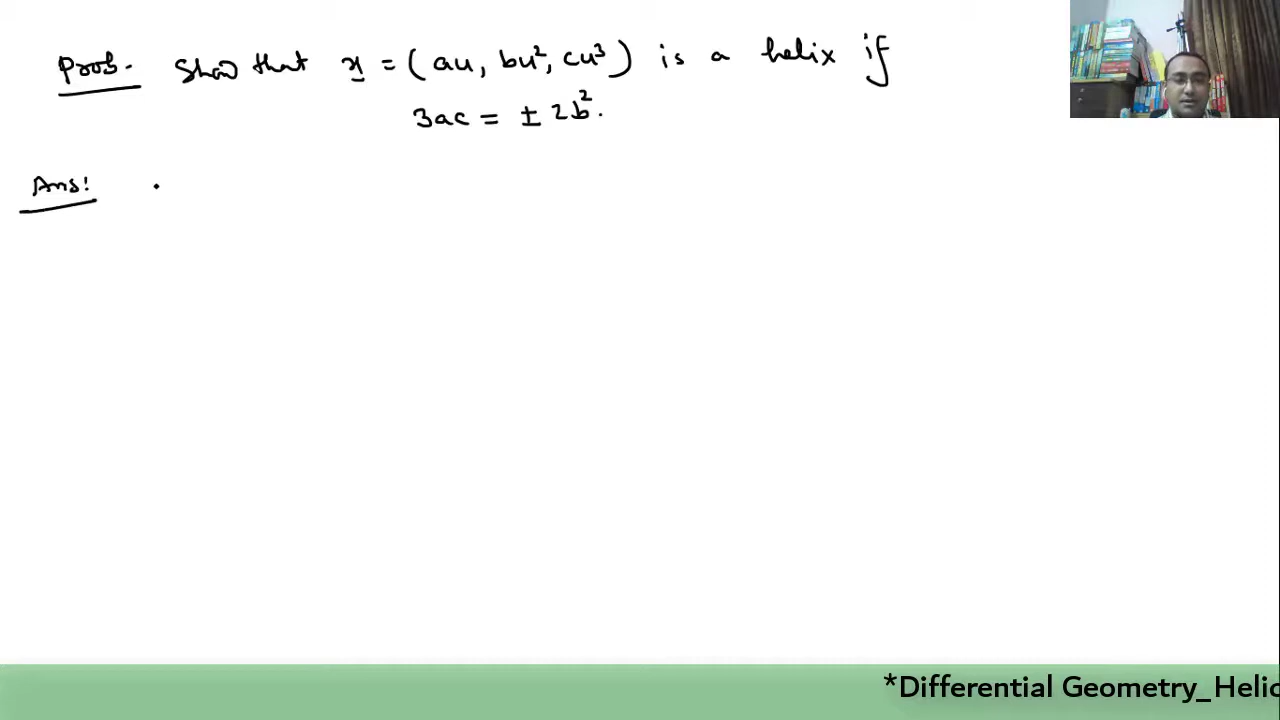 Prob. Show that x = (au, bu², cu³) is a helix if
3ac = ± 2b².
Ans:
*Differential Geometry_Helic